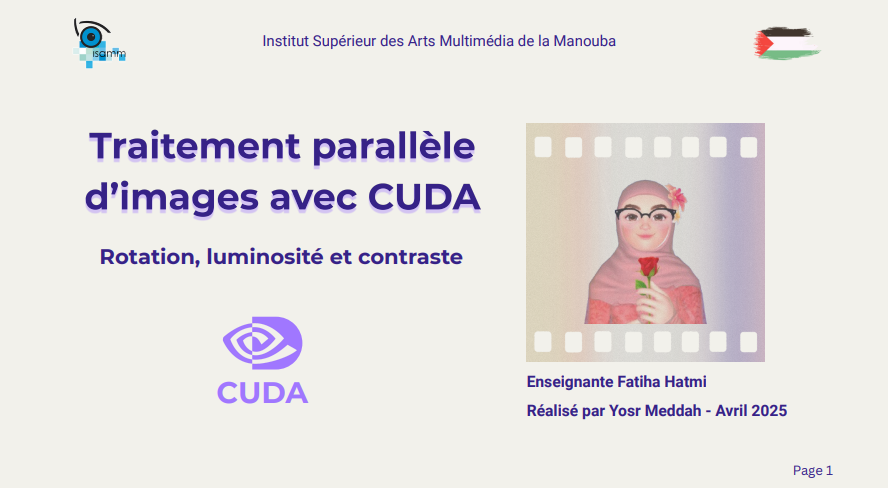 isamm
Institut Supérieur des Arts Multimédia de la Manouba
Traitement parallèle
d’images avec CUDA
Rotation, luminosité et contraste
CUDA
Enseignante Fatiha Hatmi
Réalisé par Yosr Meddah - Avril 2025
Page 1